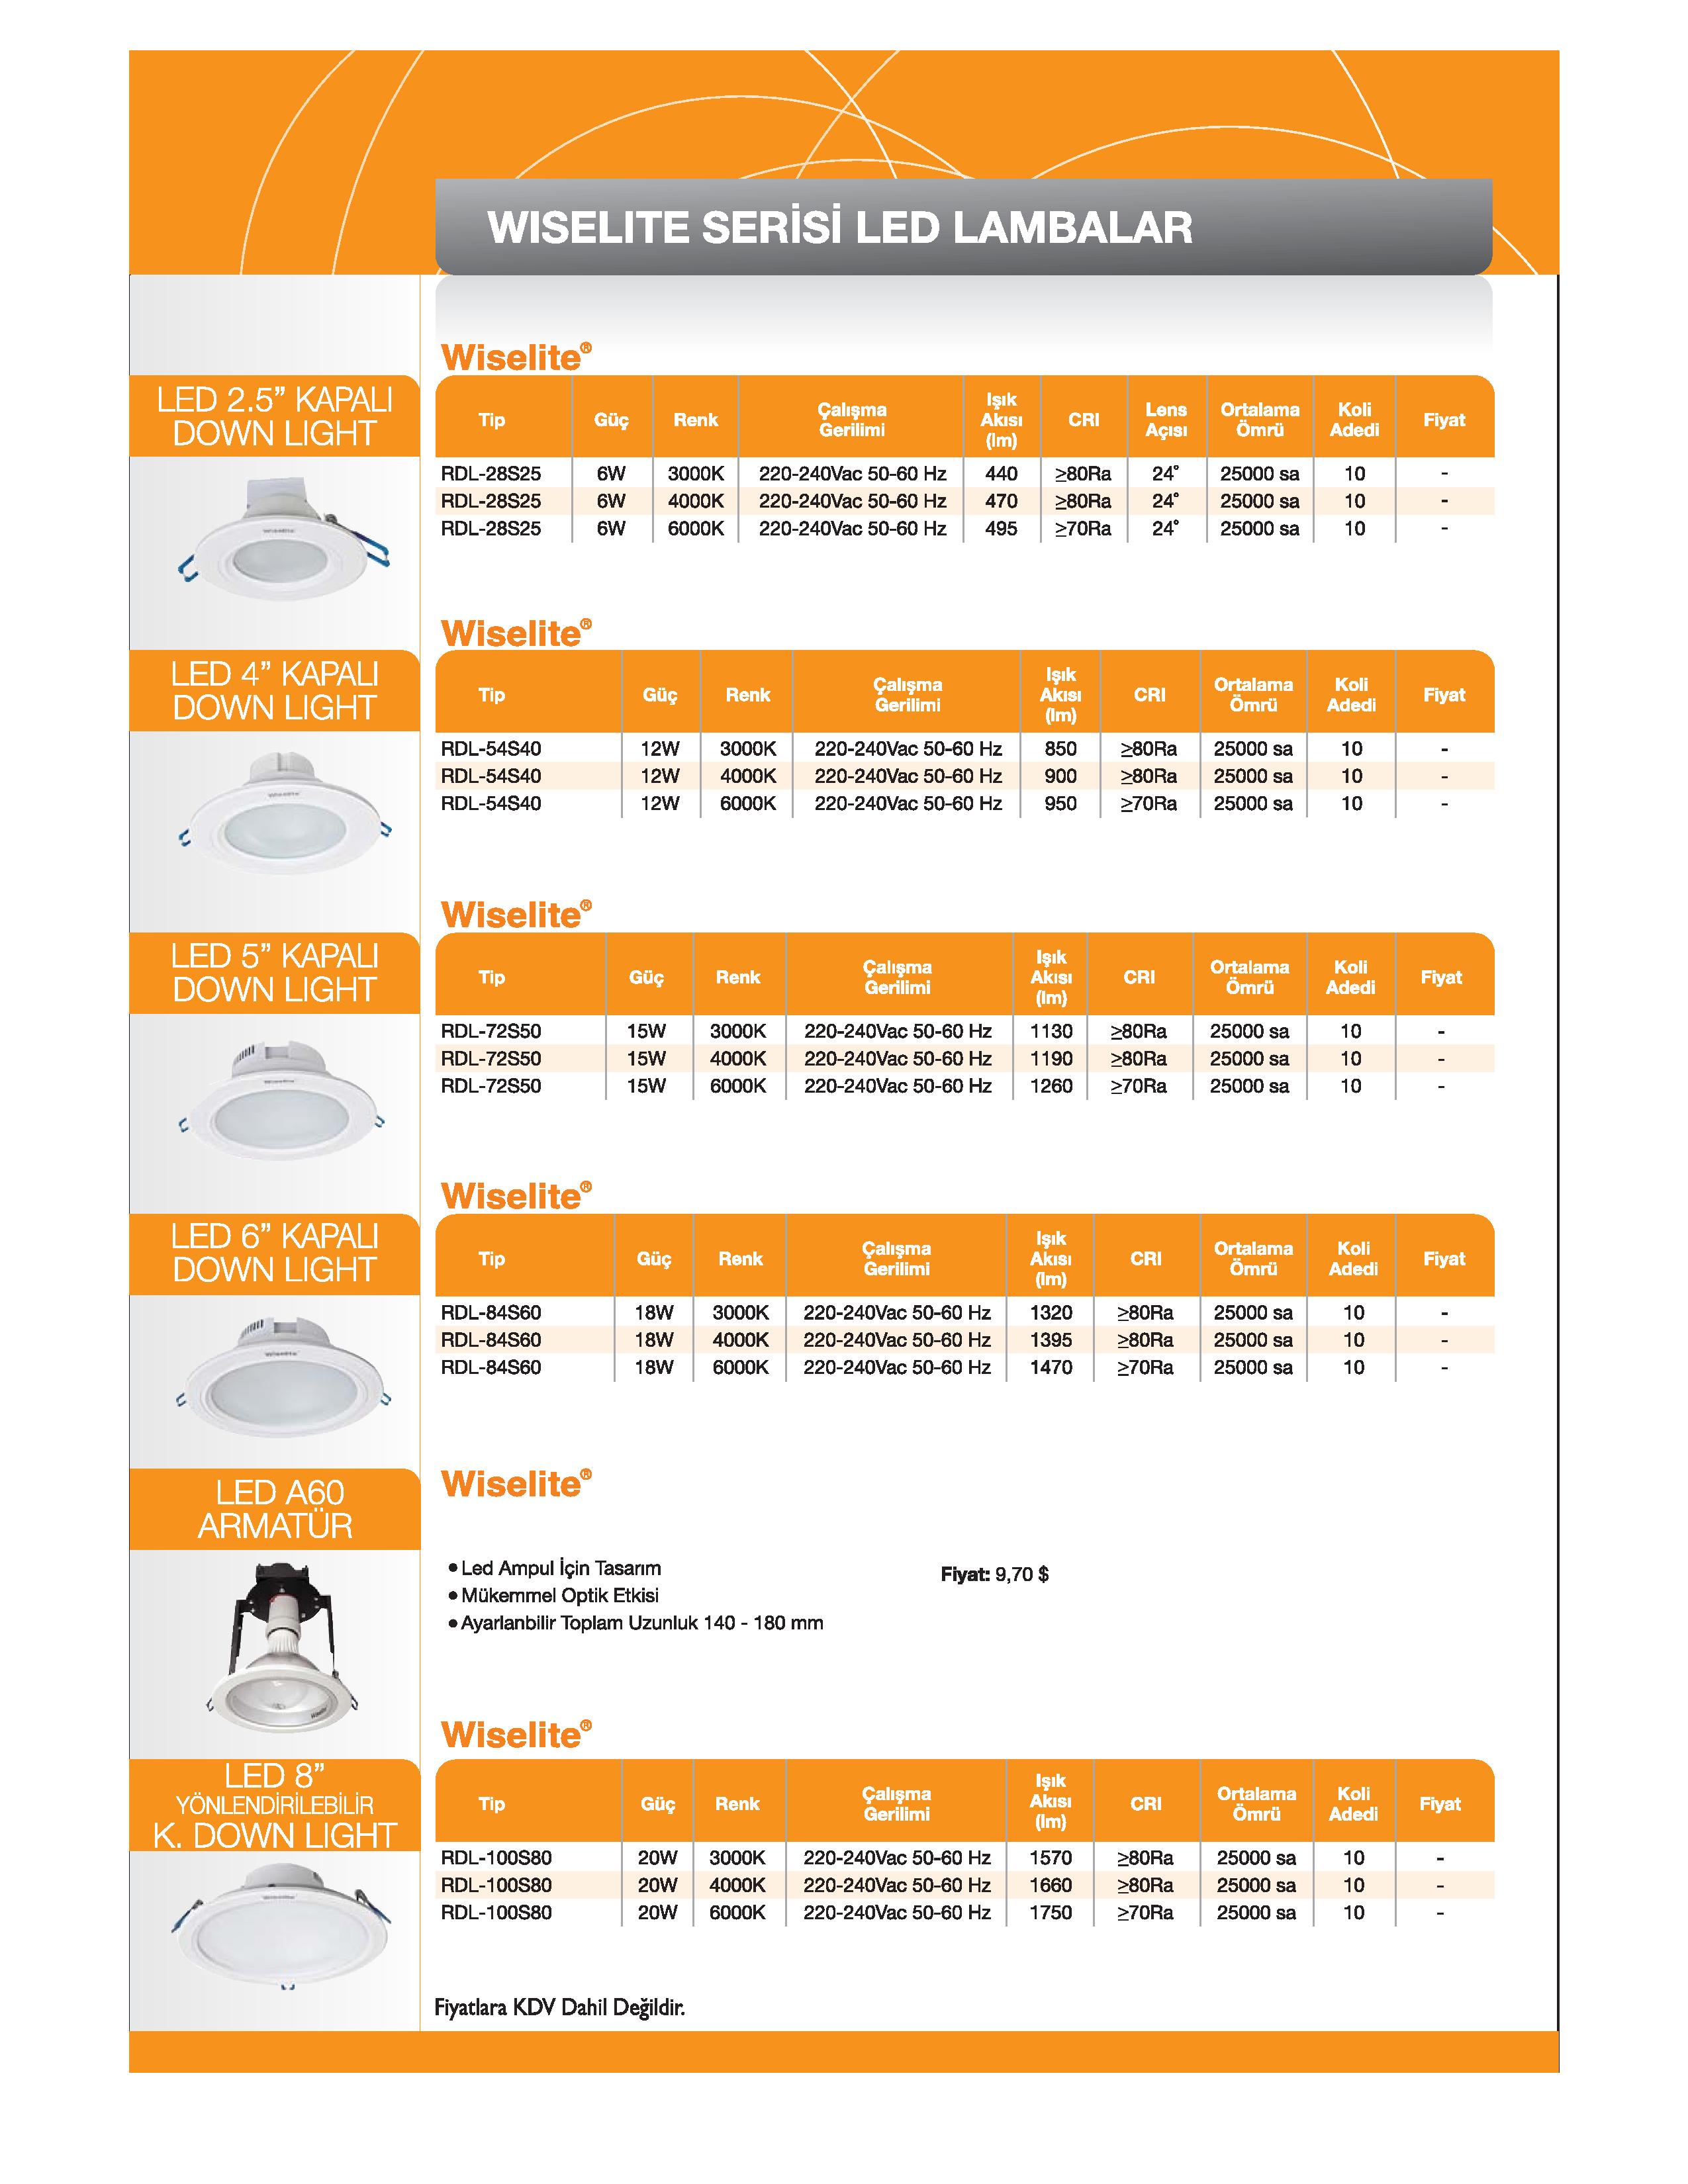 WISELITE SERİSİ LED LAMBALAR
LED 2.5” KAPALI
DOWN LIGHT
Wiselite®
Tip Güç Renk Çalışma Gerilimi Işık Akısı (lm) CRI Lens Açısı Ortalama Ömrü Koli Adedi Fiyat
RDL-28S25 6W 3000K 220-240Vac 50-60 Hz 440 ≥80Ra 24° 25000 sa 10 -
RDL-28S25 6W 4000K 220-240Vac 50-60 Hz 470 ≥80Ra 24° 25000 sa 10 -
RDL-28S25 6W 6000K 220-240Vac 50-60 Hz 495 ≥70Ra 24° 25000 sa 10 -
LED 4” KAPALI
DOWN LIGHT
Wiselite®
Tip Güç Renk Çalışma Gerilimi Işık Akısı (lm) CRI Ortalama Ömrü Koli Adedi Fiyat
RDL-54S40 12W 3000K 220-240Vac 50-60 Hz 850 ≥80Ra 25000 sa 10 -
RDL-54S40 12W 4000K 220-240Vac 50-60 Hz 900 ≥80Ra 25000 sa 10 -
RDL-54S40 12W 6000K 220-240Vac 50-60 Hz 950 ≥70Ra 25000 sa 10 -
LED 5” KAPALI
DOWN LIGHT
Wiselite®
Tip Güç Renk Çalışma Gerilimi Işık Akısı (lm) CRI Ortalama Ömrü Koli Adedi Fiyat
RDL-72S50 15W 3000K 220-240Vac 50-60 Hz 1130 ≥80Ra 25000 sa 10 -
RDL-72S50 15W 4000K 220-240Vac 50-60 Hz 1190 ≥80Ra 25000 sa 10 -
RDL-72S50 15W 6000K 220-240Vac 50-60 Hz 1260 ≥70Ra 25000 sa 10 -
LED 6” KAPALI
DOWN LIGHT
Wiselite®
Tip Güç Renk Çalışma Gerilimi Işık Akısı (lm) CRI Ortalama Ömrü Koli Adedi Fiyat
RDL-84S60 18W 3000K 220-240Vac 50-60 Hz 1320 ≥80Ra 25000 sa 10 -
RDL-84S60 18W 4000K 220-240Vac 50-60 Hz 1395 ≥80Ra 25000 sa 10 -
RDL-84S60 18W 6000K 220-240Vac 50-60 Hz 1470 ≥70Ra 25000 sa 10 -
LED A60
ARMATÜR
Wiselite®
• Led Ampul İçin Tasarım
• Mükemmel Optik Etkisi
• Ayarlanbilir Toplam Uzunluk 140 - 180 mm
Fiyat: 9,70 $
LED 8”
YÖNLENDİRİLEBİLİR
K. DOWN LIGHT
Wiselite®
Tip Güç Renk Çalışma Gerilimi Işık Akısı (lm) CRI Ortalama Ömrü Koli Adedi Fiyat
RDL-100S80 20W 3000K 220-240Vac 50-60 Hz 1570 ≥80Ra 25000 sa 10 -
RDL-100S80 20W 4000K 220-240Vac 50-60 Hz 1660 ≥80Ra 25000 sa 10 -
RDL-100S80 20W 6000K 220-240Vac 50-60 Hz 1750 ≥70Ra 25000 sa 10 -
Fiyatlara KDV Dahil Değildir.